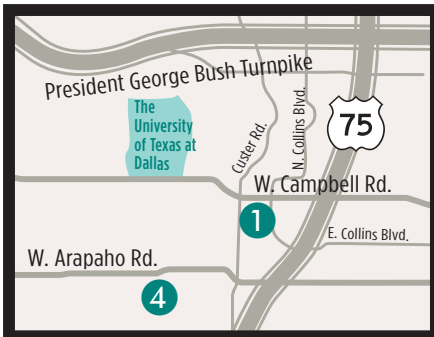 President George Bush Turnpike
The
University
of Texas at
Dallas
Custer Rd.
N. Collins Blvd.
75
W. Campbell Rd.
1
E. Collins Blvd.
W. Arapaho Rd.
4